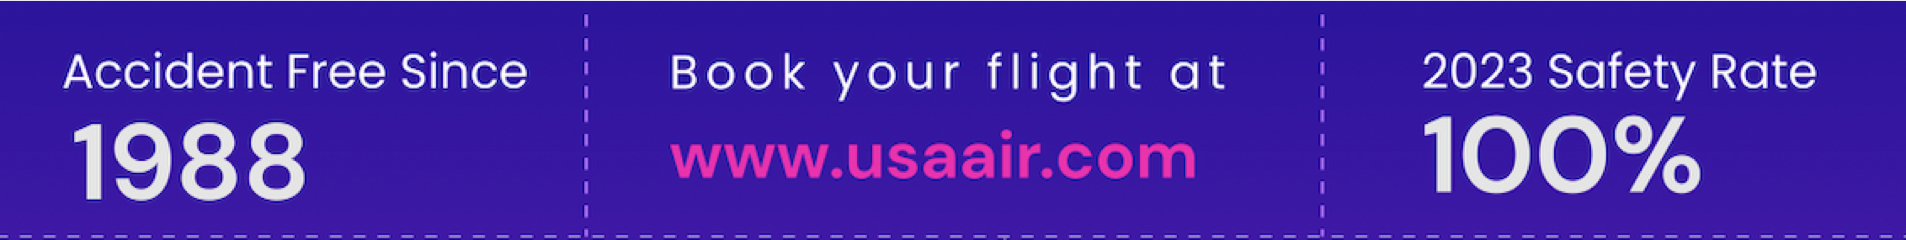 Accident Free Since
1988
Book your flight at
www.usaair.com
2023 Safety Rate
100%